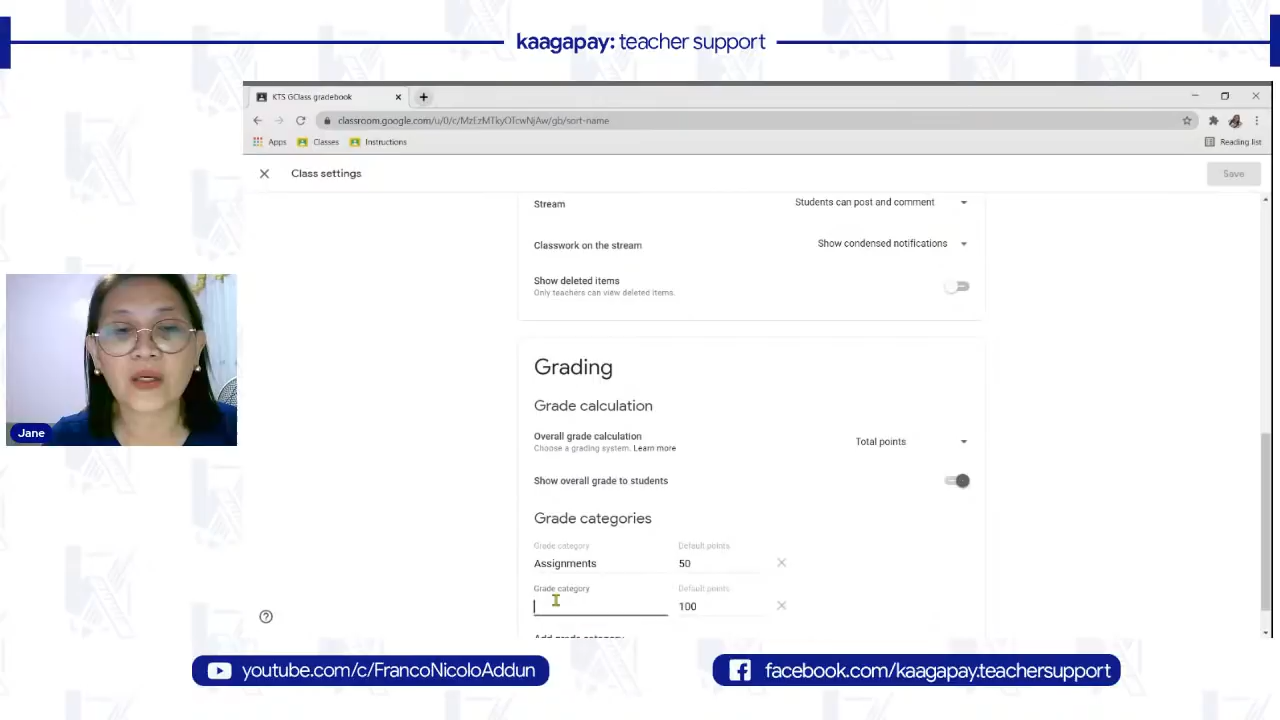 kaagapay: teacher support
KTS GClass gradebook
classroom.google.com/u/0/c/MzEzMTkyOTcwNjAw/gb/sort-name
Apps Classes Instructions Reading list
Class settings Save
Stream Students can post and comment
Classwork on the stream Show condensed notifications
Show deleted items
Only teachers can view deleted items.
Grading
Grade calculation
Overall grade calculation Total points
Choose a grading system. Learn more
Show overall grade to students
Grade categories
Grade category Default points
Assignments 50
Grade category Default points
100
Add grade category
Jane
youtube.com/c/FrancoNicoloAddun facebook.com/kaagapay.teachersupport